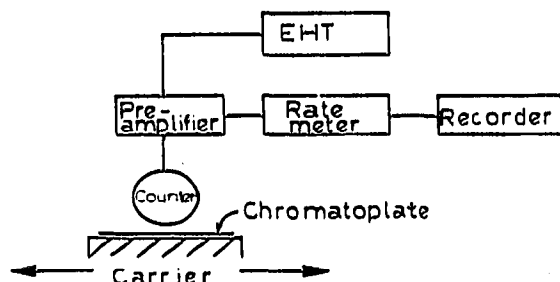 EHT
Pre-
amplifier
Rate
meter
Recorder
Counter
Chromatoplate
Carrier